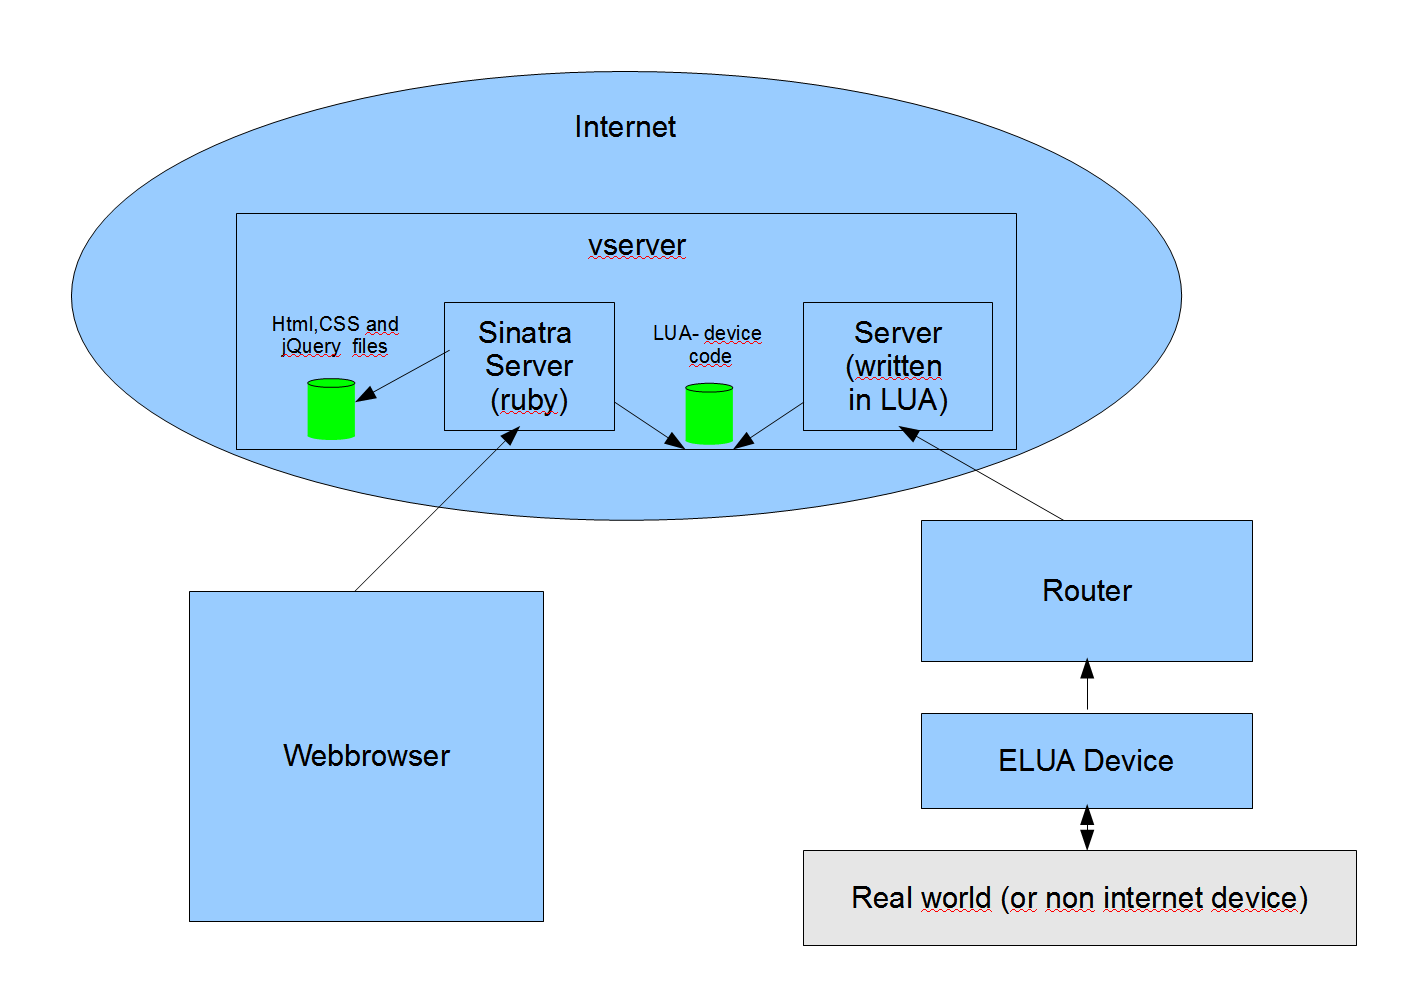 Internet
vserver
Html,CSS and
jQuery files
Sinatra
Server
(ruby)
LUA- device
code
Server
(written
in LUA)
Router
Webbrowser
ELUA Device
Real world (or non internet device)